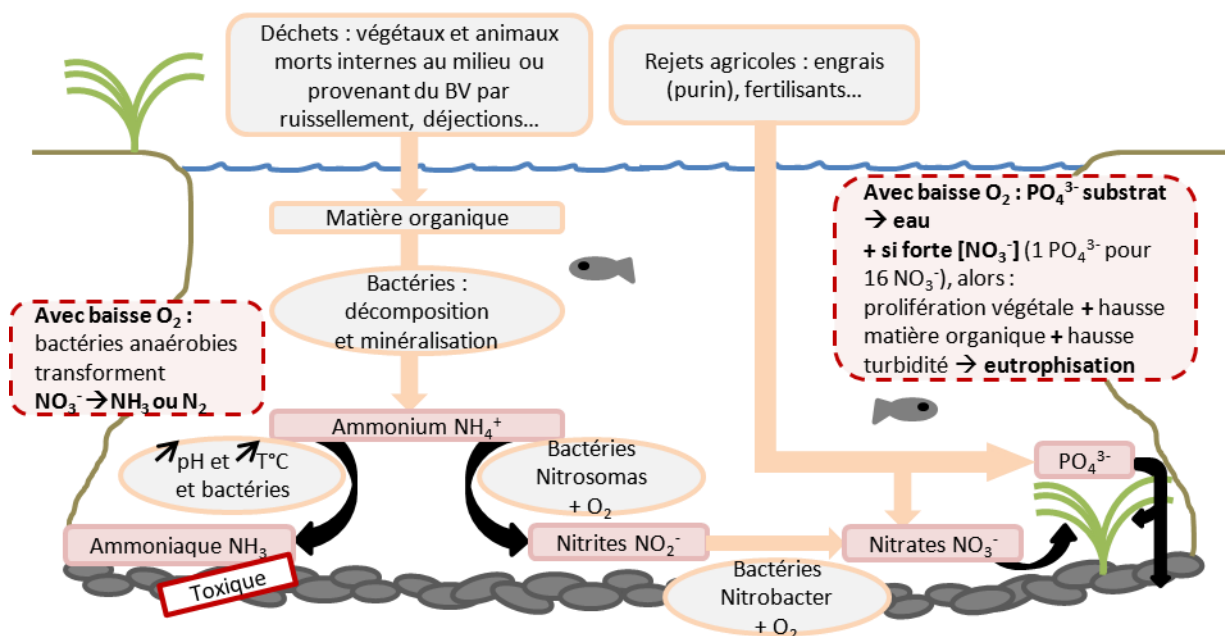 Déchets : végétaux et animaux
morts internes au milieu ou
provenant du BV par
ruissellement, déjections…
Rejets agricoles : engrais
(purin), fertilisants…
Matière organique
Bactéries :
décomposition
et minéralisation
Avec baisse O₂ : PO₄³⁻ substrat
→ eau
+ si forte [NO₃⁻] (1 PO₄³⁻ pour
16 NO₃⁻), alors :
prolifération végétale + hausse
matière organique + hausse
turbidité → eutrophisation
Avec baisse O₂ :
bactéries anaérobies
transforment
NO₃⁻ → NH₃ ou N₂
Ammonium NH₄⁺
↗pH et ↗T°C
et bactéries
Bactéries
Nitrosomas
+ O₂
PO₄³⁻
Ammoniaque NH₃
Toxique
Nitrites NO₂⁻
Nitrates NO₃⁻
Bactéries
Nitrobacter
+ O₂